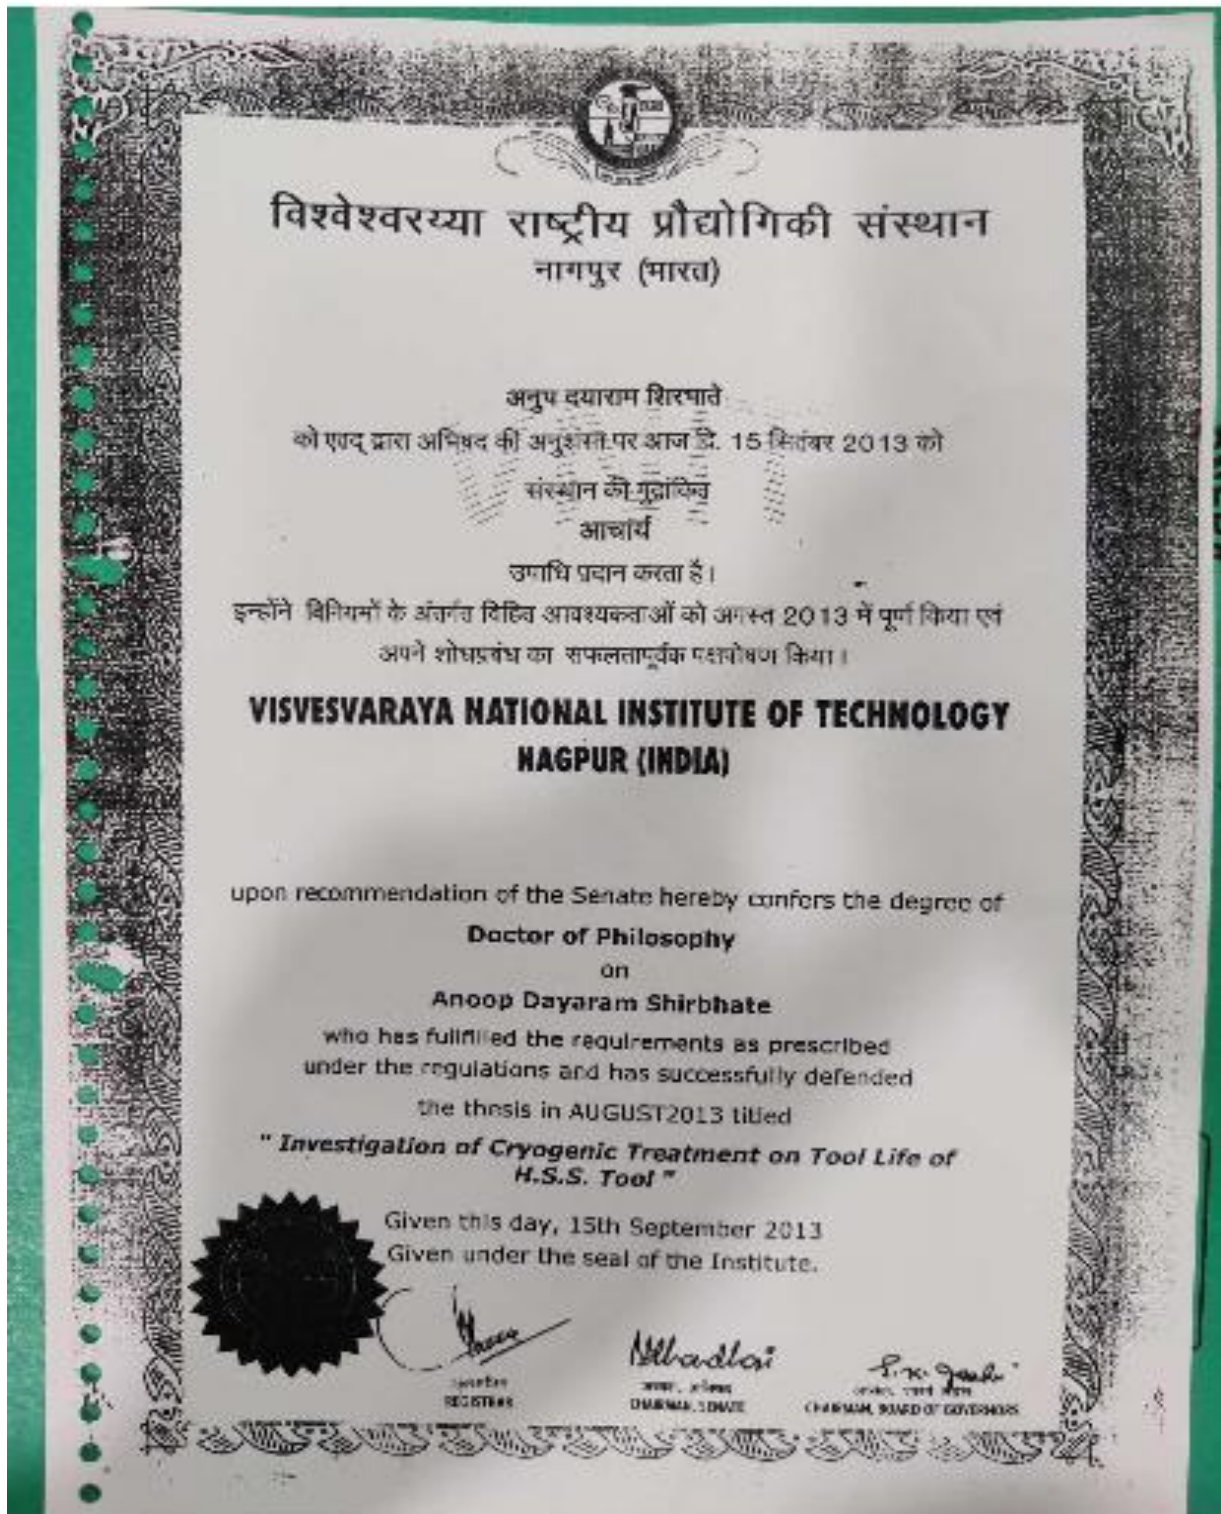 विश्वेश्वरय्या राष्ट्रीय प्रौद्योगिकी संस्थान
नागपुर (भारत)
अनुप दयाराम शिरभाते
को एतद् द्वारा अभिषद की अनुशंसा पर आज दि. 15 सितंबर 2013 को
संस्थान की मुद्रांकित
आचार्य
उपाधि प्रदान करता है।
इन्होंने विनियमों के अंतर्गत विहित आवश्यकताओं को अगस्त 2013 में पूर्ण किया एवं
अपने शोधप्रबंध का सफलतापूर्वक पक्षपोषण किया।
VISVESVARAYA NATIONAL INSTITUTE OF TECHNOLOGY
NAGPUR (INDIA)
upon recommendation of the Senate hereby confers the degree of
Doctor of Philosophy
on
Anoop Dayaram Shirbhate
who has fullfilled the requirements as prescribed
under the regulations and has successfully defended
the thesis in AUGUST2013 titled
" Investigation of Cryogenic Treatment on Tool Life of
H.S.S. Tool "
Given this day, 15th September 2013
Given under the seal of the Institute.
REGISTRAR
CHAIRMAN, SENATE
CHAIRMAN, BOARD OF GOVERNORS